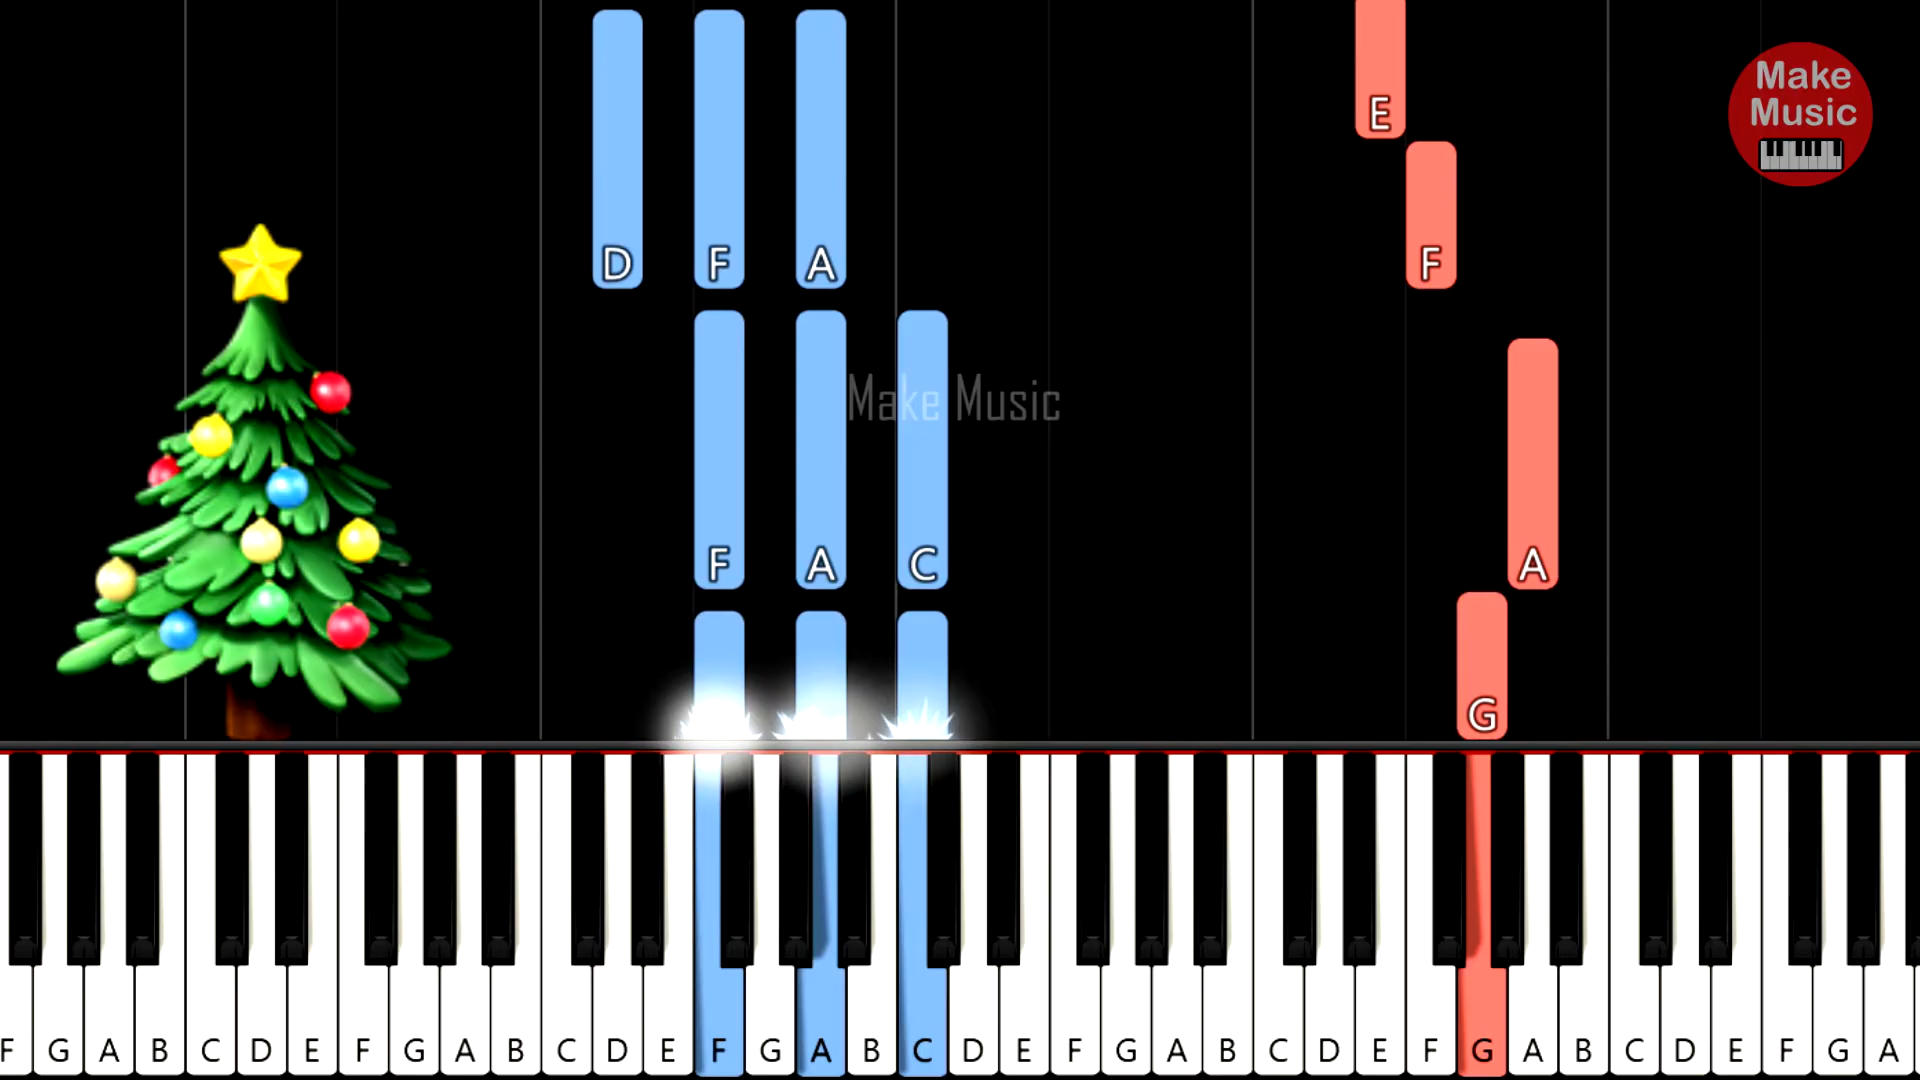 Make
Music
E
F
D F A
Make Music
F A C A
G
F G A B C D E F G A B C D E F G A B C D E F G A B C D E F G A B C D E F G A